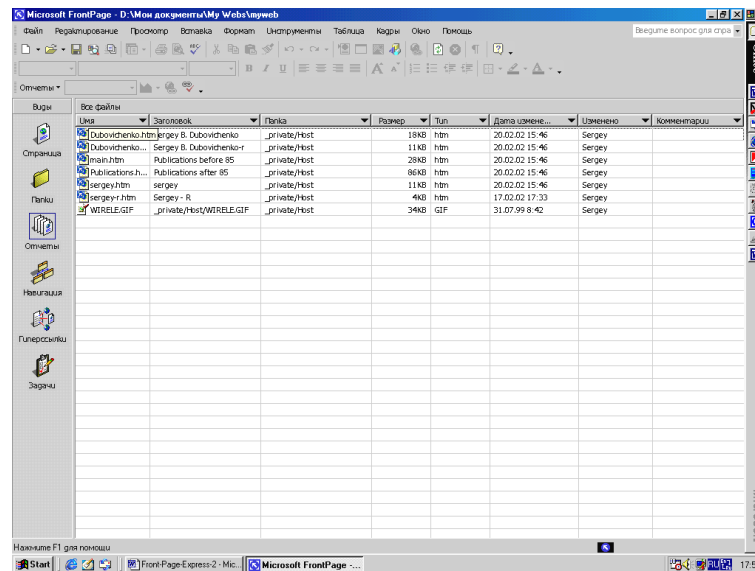 Microsoft FrontPage - D:\Мои документы\My Webs\myweb
Файл Редактирование Просмотр Вставка Формат Инструменты Таблица Кадры Окно Помощь Введите вопрос для спра
Ж К Ч
Отчеты
Виды Все файлы
Имя Заголовок Папка Размер Тип Дата измене... Изменено Комментарии
Dubovichenko.htm ergey B. Dubovichenko _private/Host 18KB htm 20.02.02 15:46 Sergey
Dubovichenko... Sergey B. Dubovichenko-r _private/Host 11KB htm 20.02.02 15:46 Sergey
main.htm Publications before 85 _private/Host 28KB htm 20.02.02 15:46 Sergey
Publications.h... Publications after 85 _private/Host 86KB htm 20.02.02 15:46 Sergey
sergey.htm sergey _private/Host 11KB htm 20.02.02 15:46 Sergey
sergey-r.htm Sergey - R _private/Host 4KB htm 17.02.02 17:33 Sergey
WIRELE.GIF _private/Host/WIRELE.GIF _private/Host 34KB GIF 31.07.99 8:42 Sergey
Страница
Папки
Отчеты
Навигация
Гиперссылки
Задачи
Нажмите F1 для помощи
Start Front-Page-Express-2 - Mic... Microsoft FrontPage -... RU